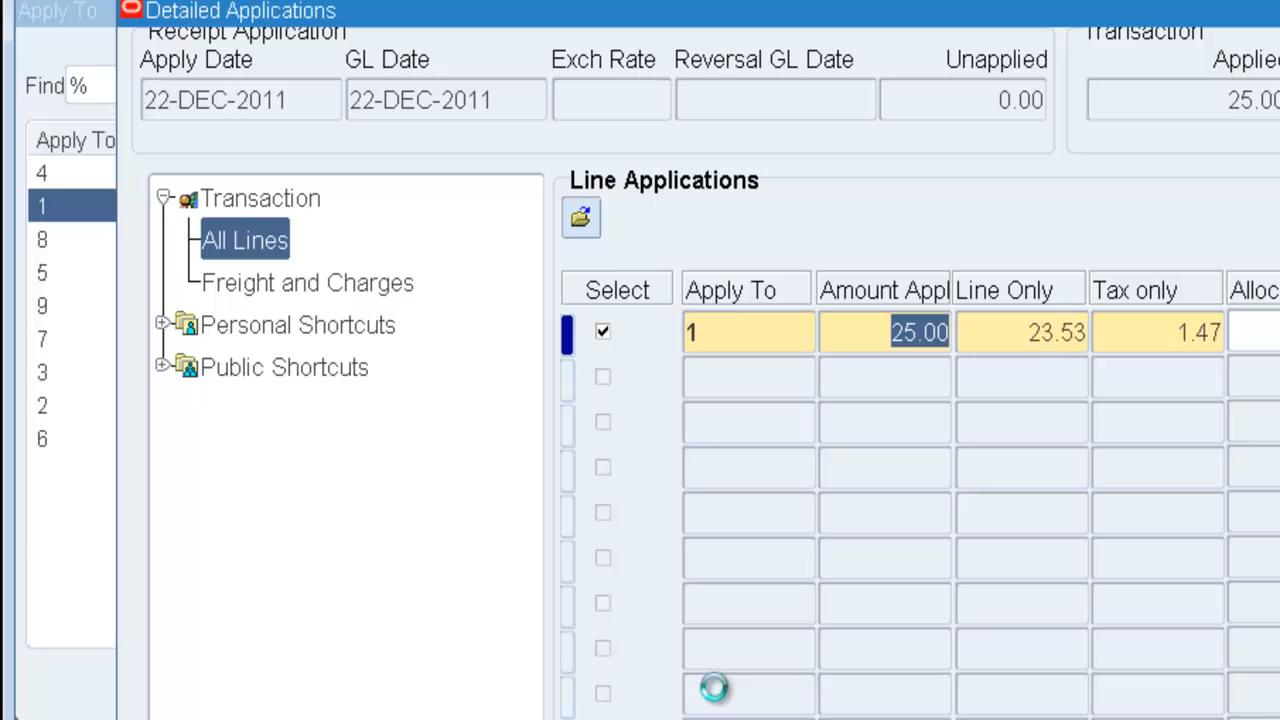 Apply To
Detailed Applications
Receipt Application
Transaction
Apply Date GL Date Exch Rate Reversal GL Date Unapplied
Applie
Find %
22-DEC-2011 22-DEC-2011 0.00
25.00
Apply To
4
1
8
5
9
7
3
2
6
Transaction
All Lines
Freight and Charges
Personal Shortcuts
Public Shortcuts
Line Applications
Select Apply To Amount Appl Line Only Tax only Alloc
1 25.00 23.53 1.47